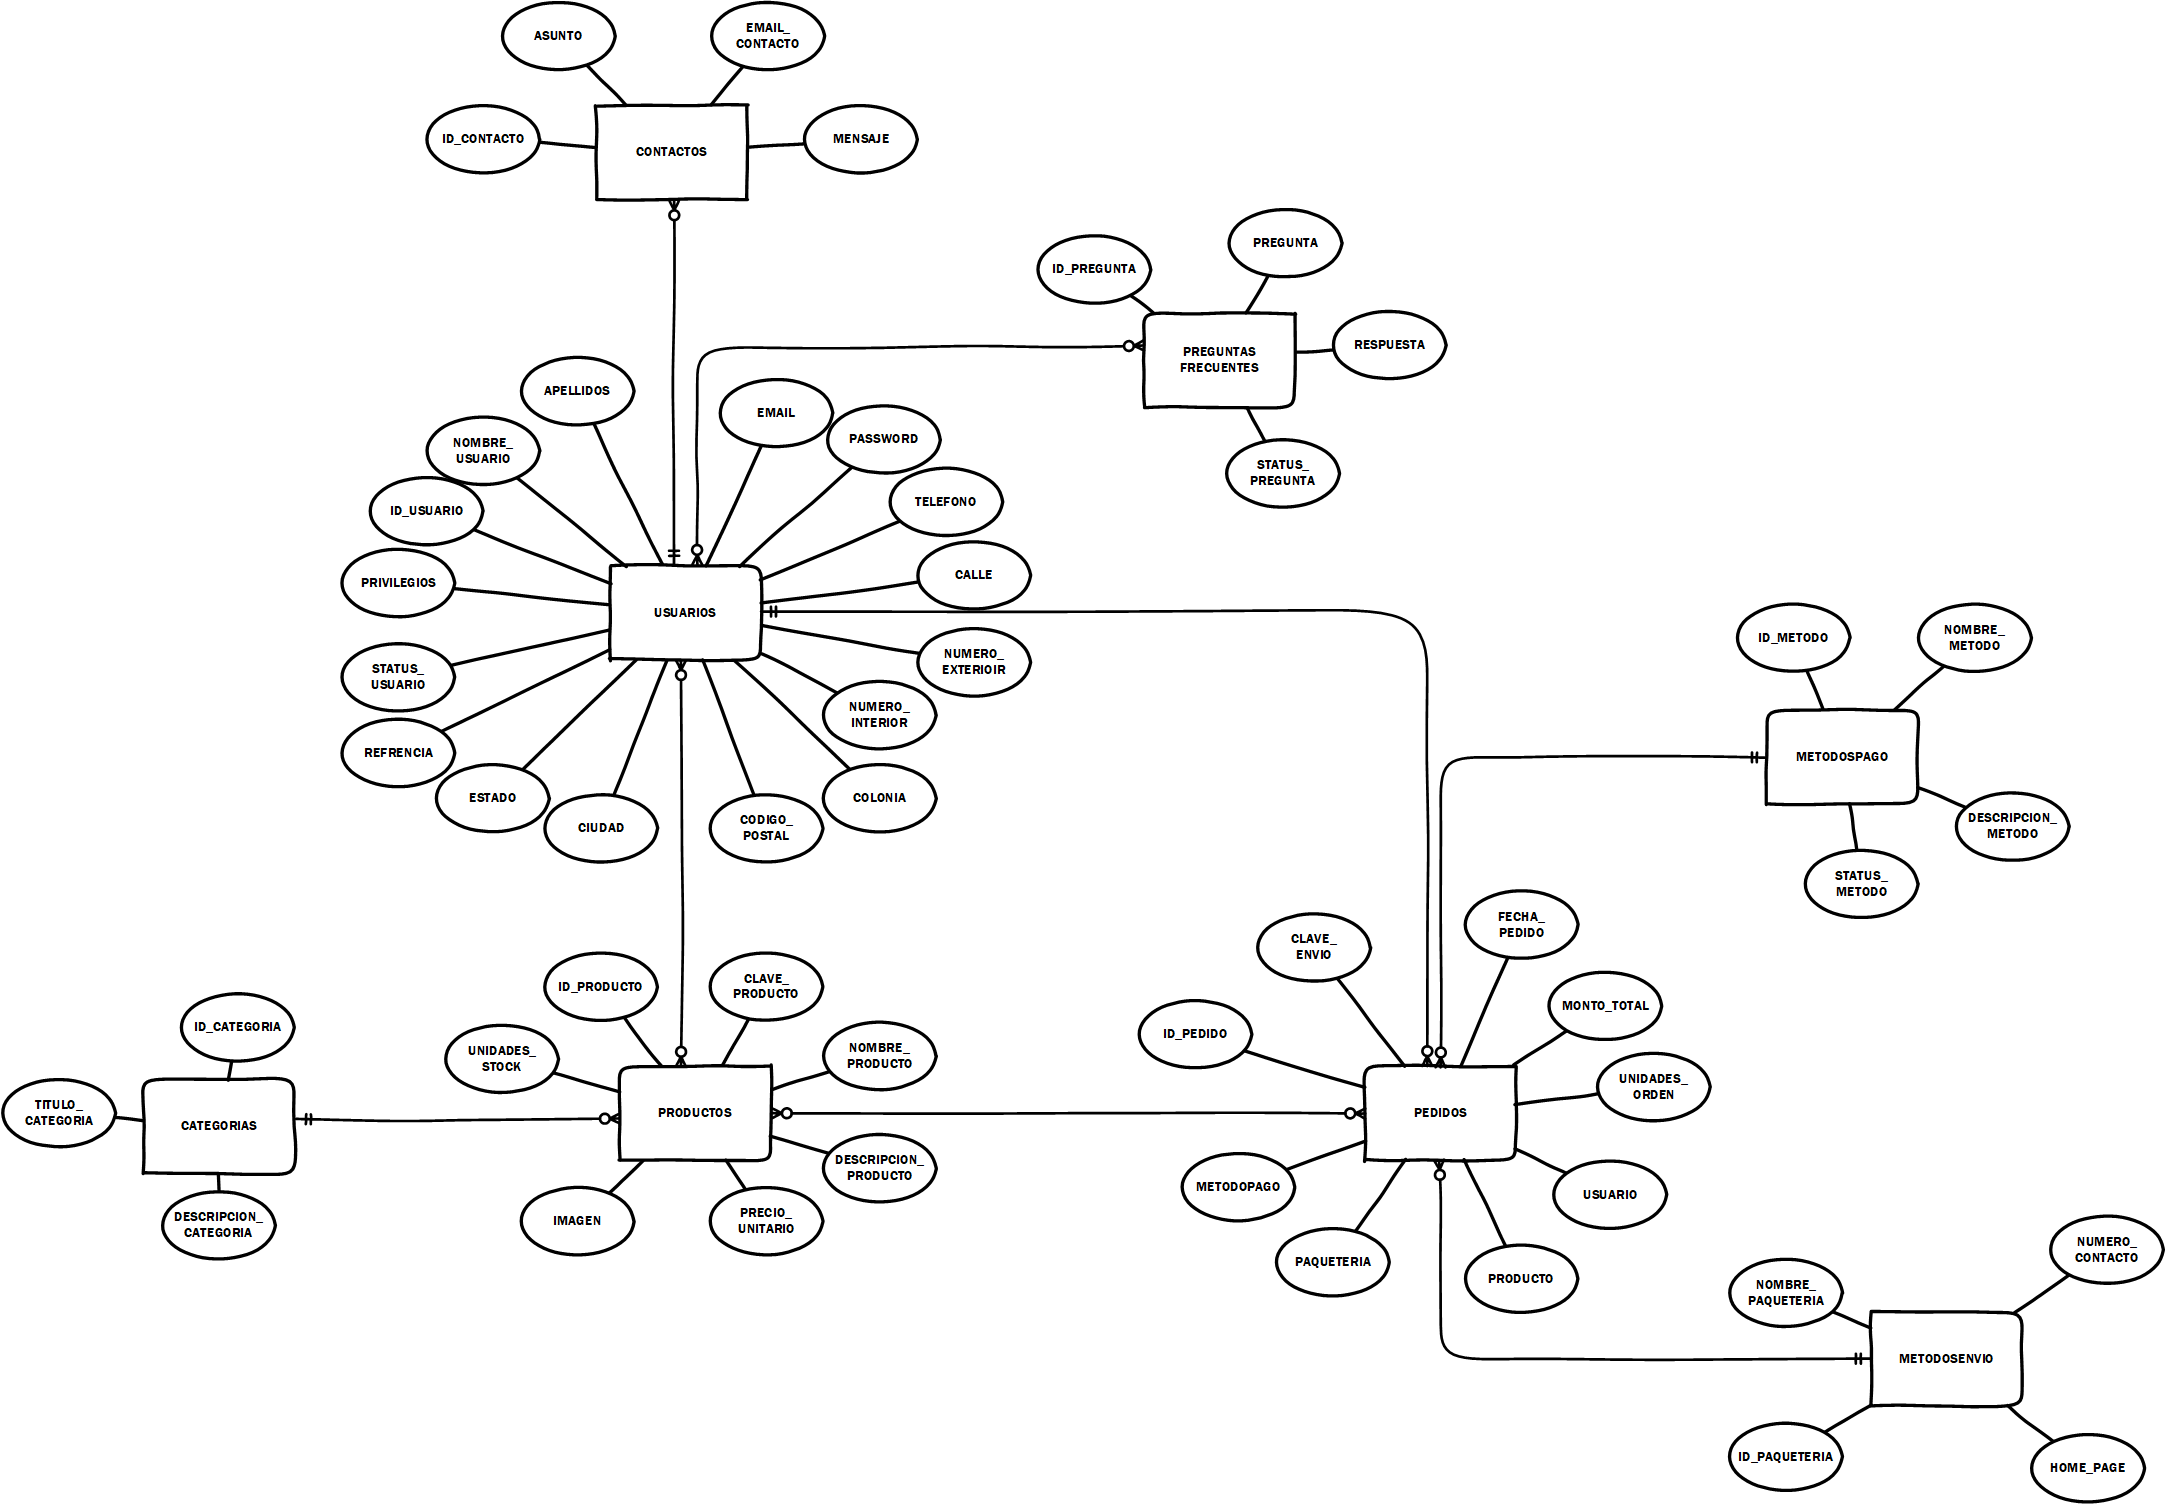 ASUNTO
EMAIL_
CONTACTO
ID_CONTACTO
CONTACTOS
MENSAJE
ID_PREGUNTA
PREGUNTA
PREGUNTAS
FRECUENTES
RESPUESTA
STATUS_
PREGUNTA
APELLIDOS
EMAIL
NOMBRE_
USUARIO
PASSWORD
ID_USUARIO
TELEFONO
PRIVILEGIOS
CALLE
USUARIOS
STATUS_
USUARIO
NUMERO_
EXTERIOIR
REFRENCIA
NUMERO_
INTERIOR
ESTADO
CIUDAD
CODIGO_
POSTAL
COLONIA
ID_METODO
NOMBRE_
METODO
METODOSPAGO
DESCRIPCION_
METODO
STATUS_
METODO
ID_CATEGORIA
TITULO_
CATEGORIA
CATEGORIAS
DESCRIPCION_
CATEGORIA
ID_PRODUCTO
CLAVE_
PRODUCTO
UNIDADES_
STOCK
NOMBRE_
PRODUCTO
PRODUCTOS
DESCRIPCION_
PRODUCTO
IMAGEN
PRECIO_
UNITARIO
CLAVE_
ENVIO
FECHA_
PEDIDO
ID_PEDIDO
MONTO_TOTAL
UNIDADES_
ORDEN
PEDIDOS
METODOPAGO
USUARIO
PAQUETERIA
PRODUCTO
NOMBRE_
PAQUETERIA
NUMERO_
CONTACTO
METODOSENVIO
ID_PAQUETERIA
HOME_PAGE